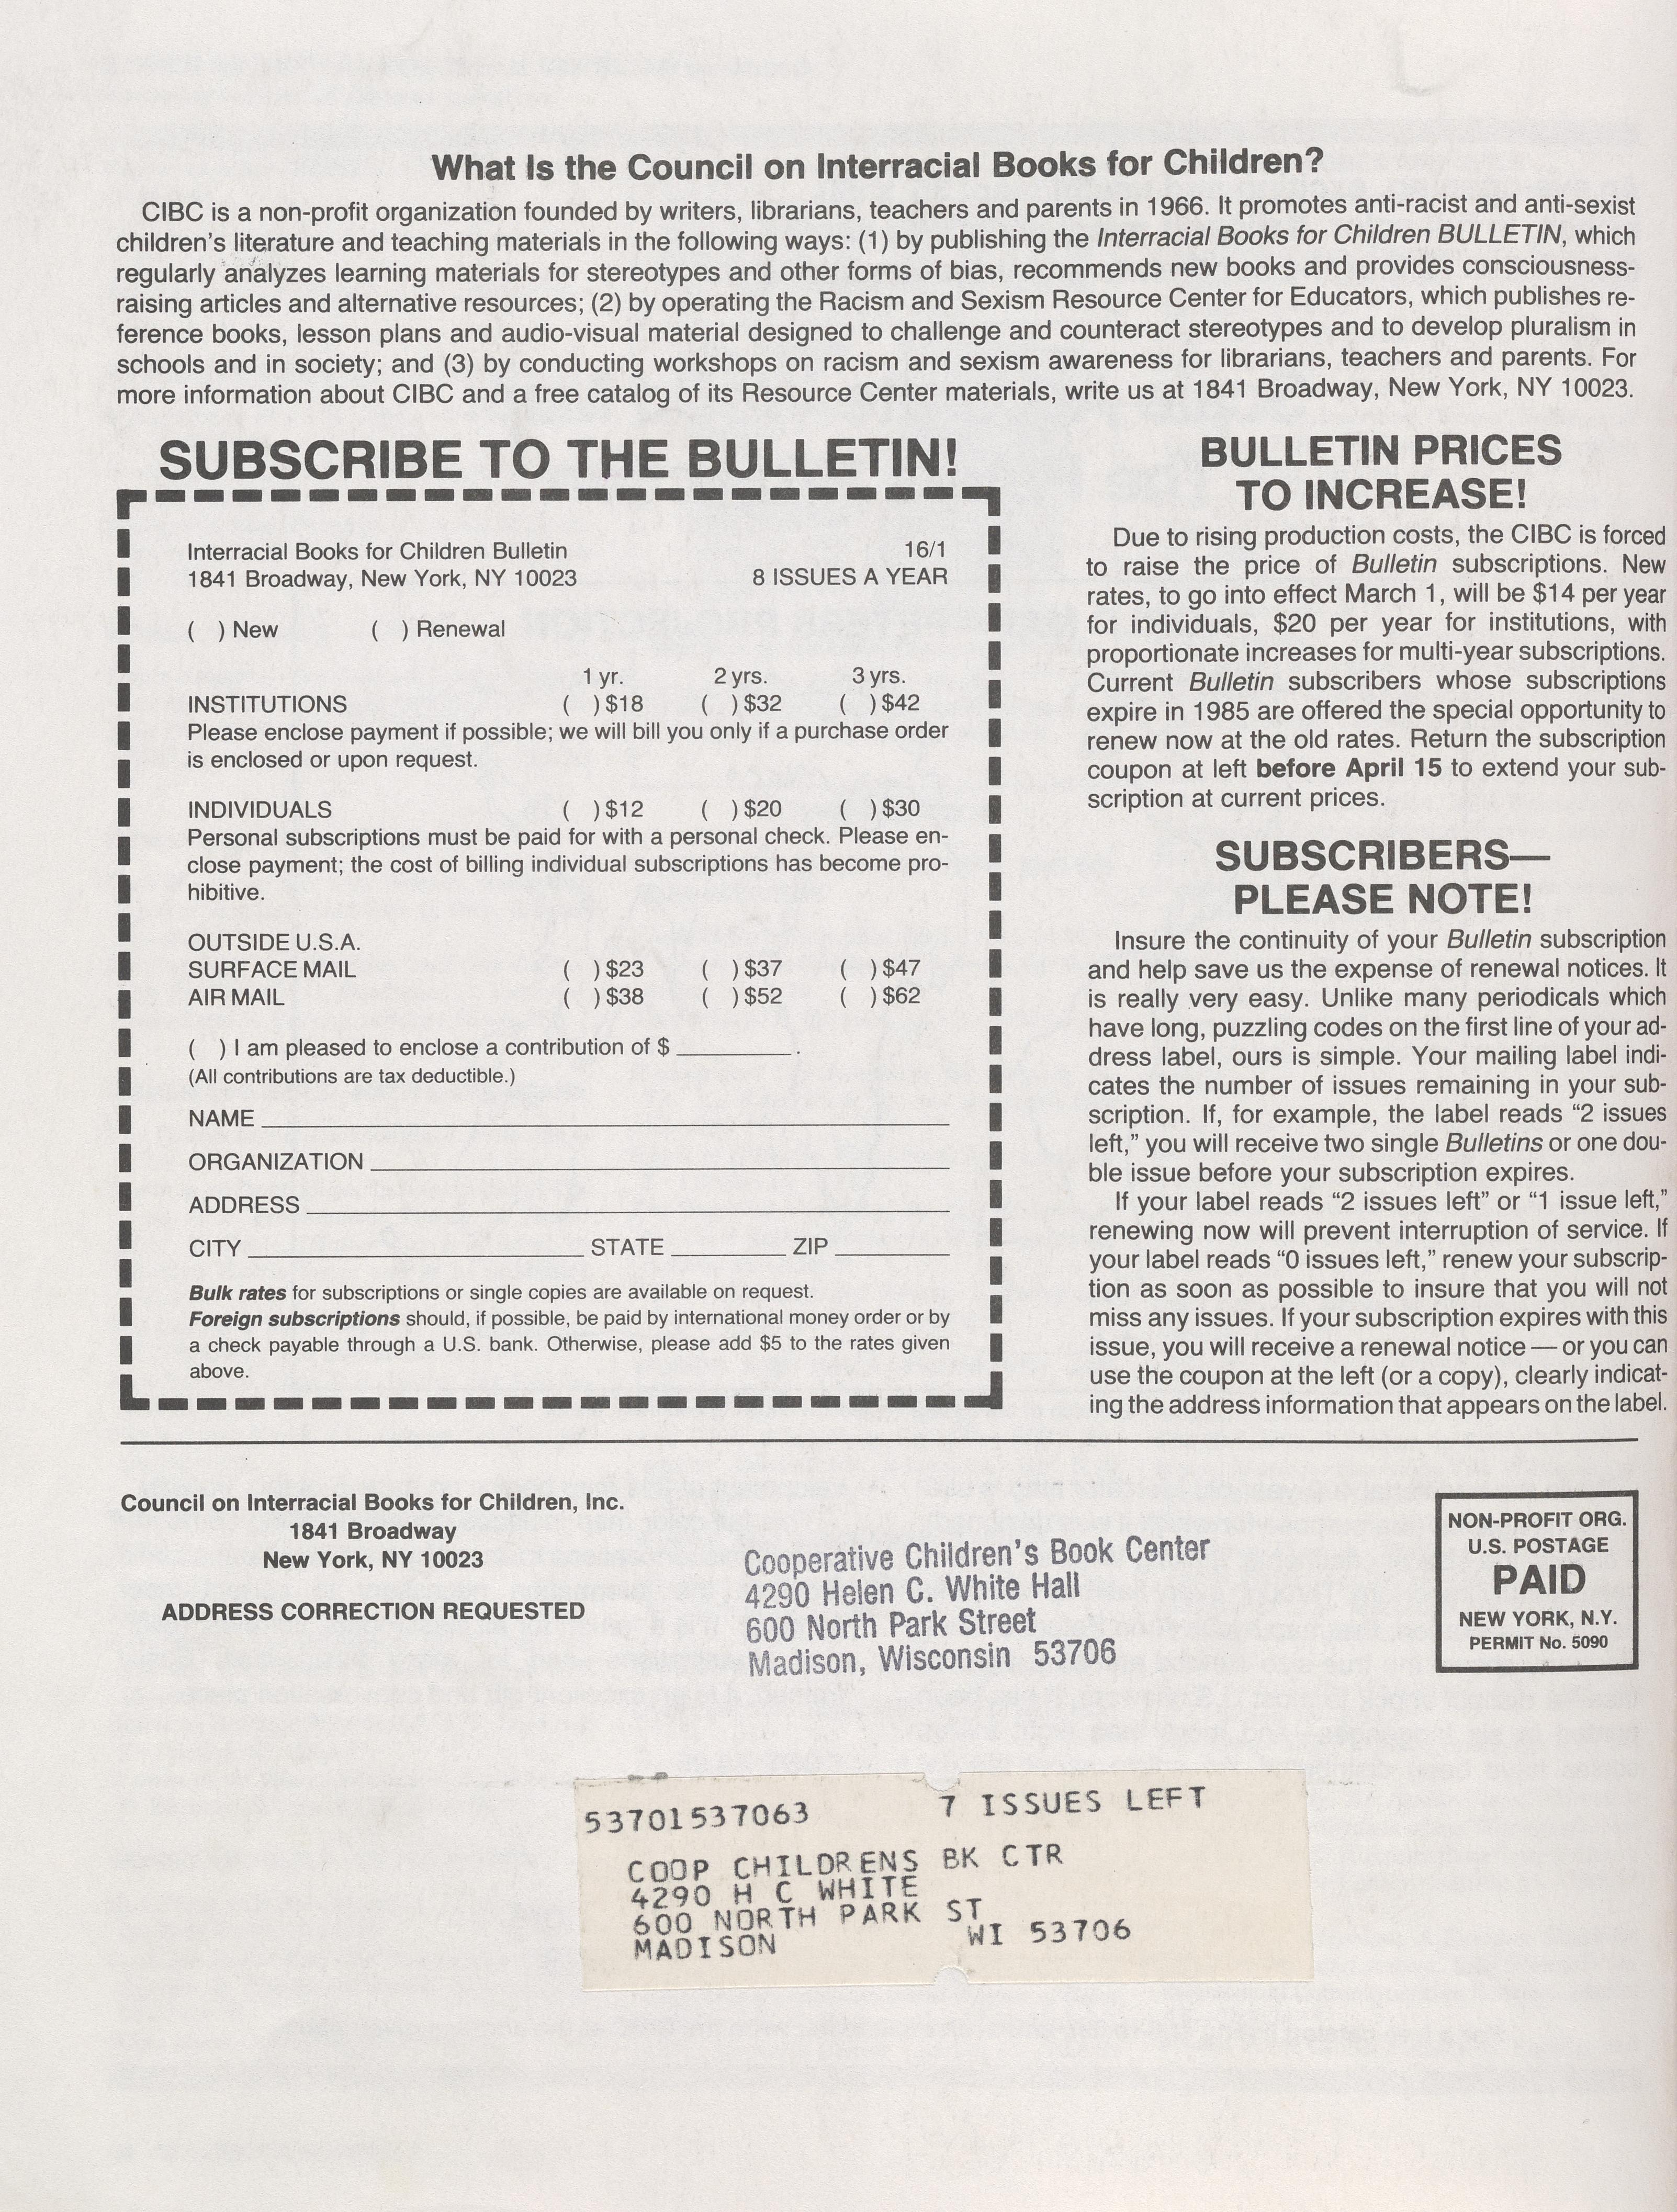 What Is the Council on Interracial Books for Children?
CIBC is a non-profit organization founded by writers, librarians, teachers and parents in 1966. It promotes anti-racist and anti-sexist
children's literature and teaching materials in the following ways: (1) by publishing the Interracial Books for Children BULLETIN, which
regularly analyzes learning materials for stereotypes and other forms of bias, recommends new books and provides consciousness-
raising articles and alternative resources; (2) by operating the Racism and Sexism Resource Center for Educators, which publishes re-
ference books, lesson plans and audio-visual material designed to challenge and counteract stereotypes and to develop pluralism in
schools and in society; and (3) by conducting workshops on racism and sexism awareness for librarians, teachers and parents. For
more information about CIBC and a free catalog of its Resource Center materials, write us at 1841 Broadway, New York, NY 10023.
SUBSCRIBE TO THE BULLETIN!
Interracial Books for Children Bulletin 16/1
1841 Broadway, New York, NY 10023 8 ISSUES A YEAR
( ) New ( ) Renewal
1 yr. 2 yrs. 3 yrs.
INSTITUTIONS ( ) $18 ( ) $32 ( ) $42
Please enclose payment if possible; we will bill you only if a purchase order
is enclosed or upon request.
INDIVIDUALS ( ) $12 ( ) $20 ( ) $30
Personal subscriptions must be paid for with a personal check. Please en-
close payment; the cost of billing individual subscriptions has become pro-
hibitive.
OUTSIDE U.S.A.
SURFACE MAIL ( ) $23 ( ) $37 ( ) $47
AIR MAIL ( ) $38 ( ) $52 ( ) $62
( ) I am pleased to enclose a contribution of $ ________ .
(All contributions are tax deductible.)
NAME
ORGANIZATION
ADDRESS
CITY STATE ZIP
Bulk rates for subscriptions or single copies are available on request.
Foreign subscriptions should, if possible, be paid by international money order or by
a check payable through a U.S. bank. Otherwise, please add $5 to the rates given
above.
BULLETIN PRICES
TO INCREASE!
Due to rising production costs, the CIBC is forced
to raise the price of Bulletin subscriptions. New
rates, to go into effect March 1, will be $14 per year
for individuals, $20 per year for institutions, with
proportionate increases for multi-year subscriptions.
Current Bulletin subscribers whose subscriptions
expire in 1985 are offered the special opportunity to
renew now at the old rates. Return the subscription
coupon at left before April 15 to extend your sub-
scription at current prices.
SUBSCRIBERS—
PLEASE NOTE!
Insure the continuity of your Bulletin subscription
and help save us the expense of renewal notices. It
is really very easy. Unlike many periodicals which
have long, puzzling codes on the first line of your ad-
dress label, ours is simple. Your mailing label indi-
cates the number of issues remaining in your sub-
scription. If, for example, the label reads “2 issues
left,” you will receive two single Bulletins or one dou-
ble issue before your subscription expires.
If your label reads “2 issues left” or “1 issue left,”
renewing now will prevent interruption of service. If
your label reads “0 issues left,” renew your subscrip-
tion as soon as possible to insure that you will not
miss any issues. If your subscription expires with this
issue, you will receive a renewal notice — or you can
use the coupon at the left (or a copy), clearly indicat-
ing the address information that appears on the label.
Council on Interracial Books for Children, Inc.
1841 Broadway
New York, NY 10023
ADDRESS CORRECTION REQUESTED
Cooperative Children's Book Center
4290 Helen C. White Hall
600 North Park Street
Madison, Wisconsin 53706
NON-PROFIT ORG.
U.S. POSTAGE
PAID
NEW YORK, N.Y.
PERMIT No. 5090
53701537063 7 ISSUES LEFT
COOP CHILDRENS BK CTR
4290 H C WHITE
600 NORTH PARK ST
MADISON WI 53706